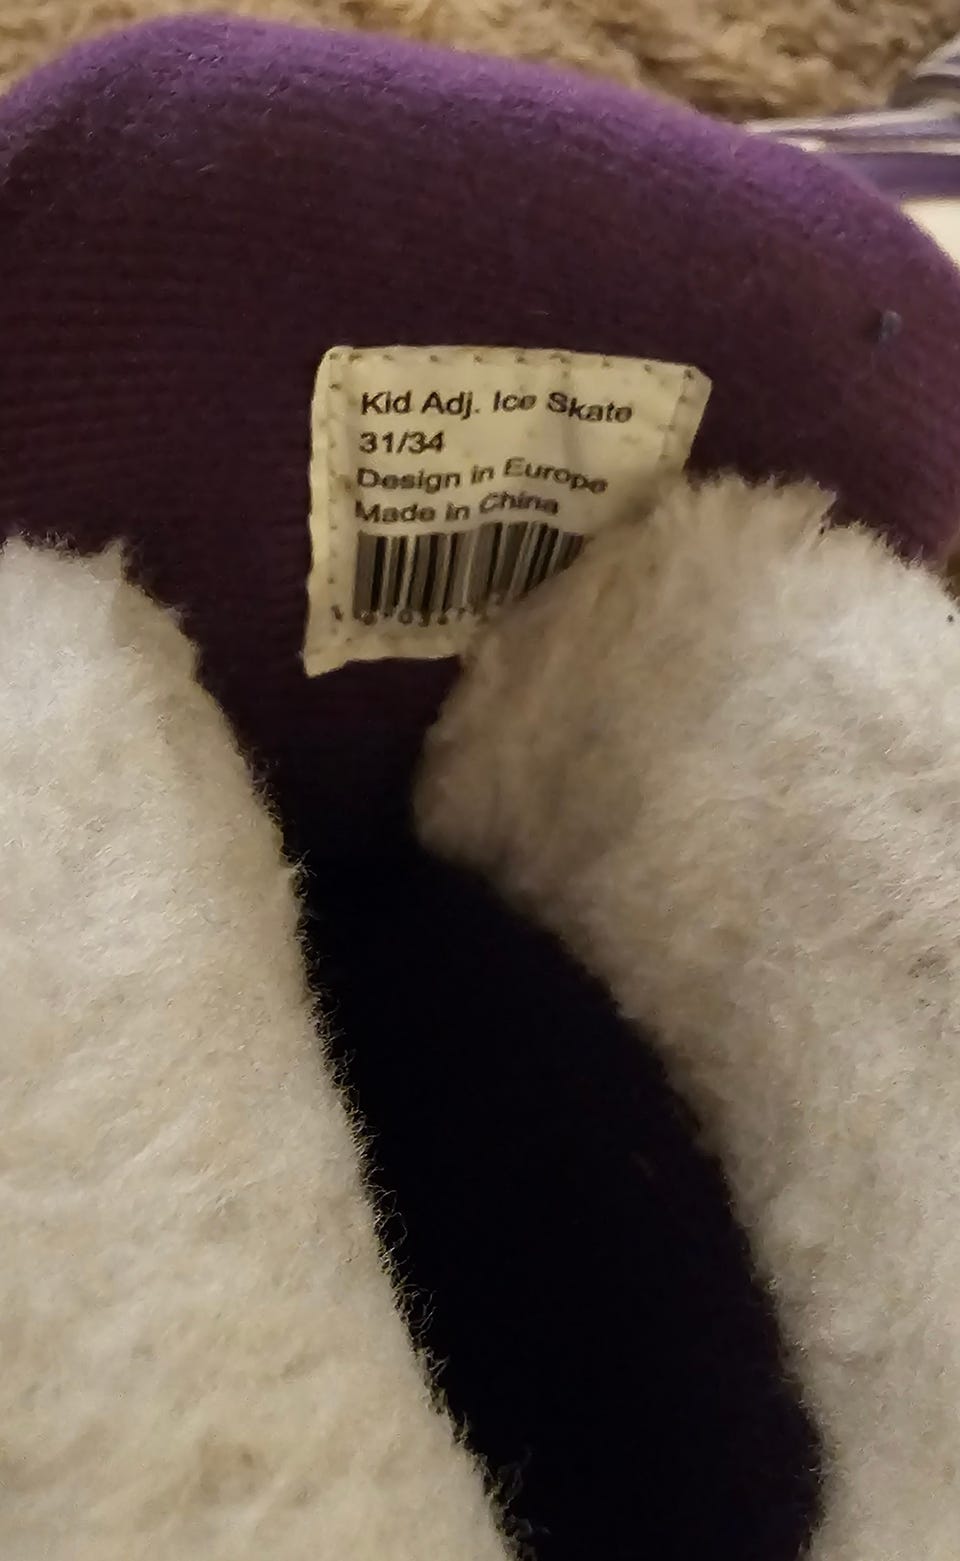 Kid Adj. Ice Skate
31/34
Design in Europe
Made in China